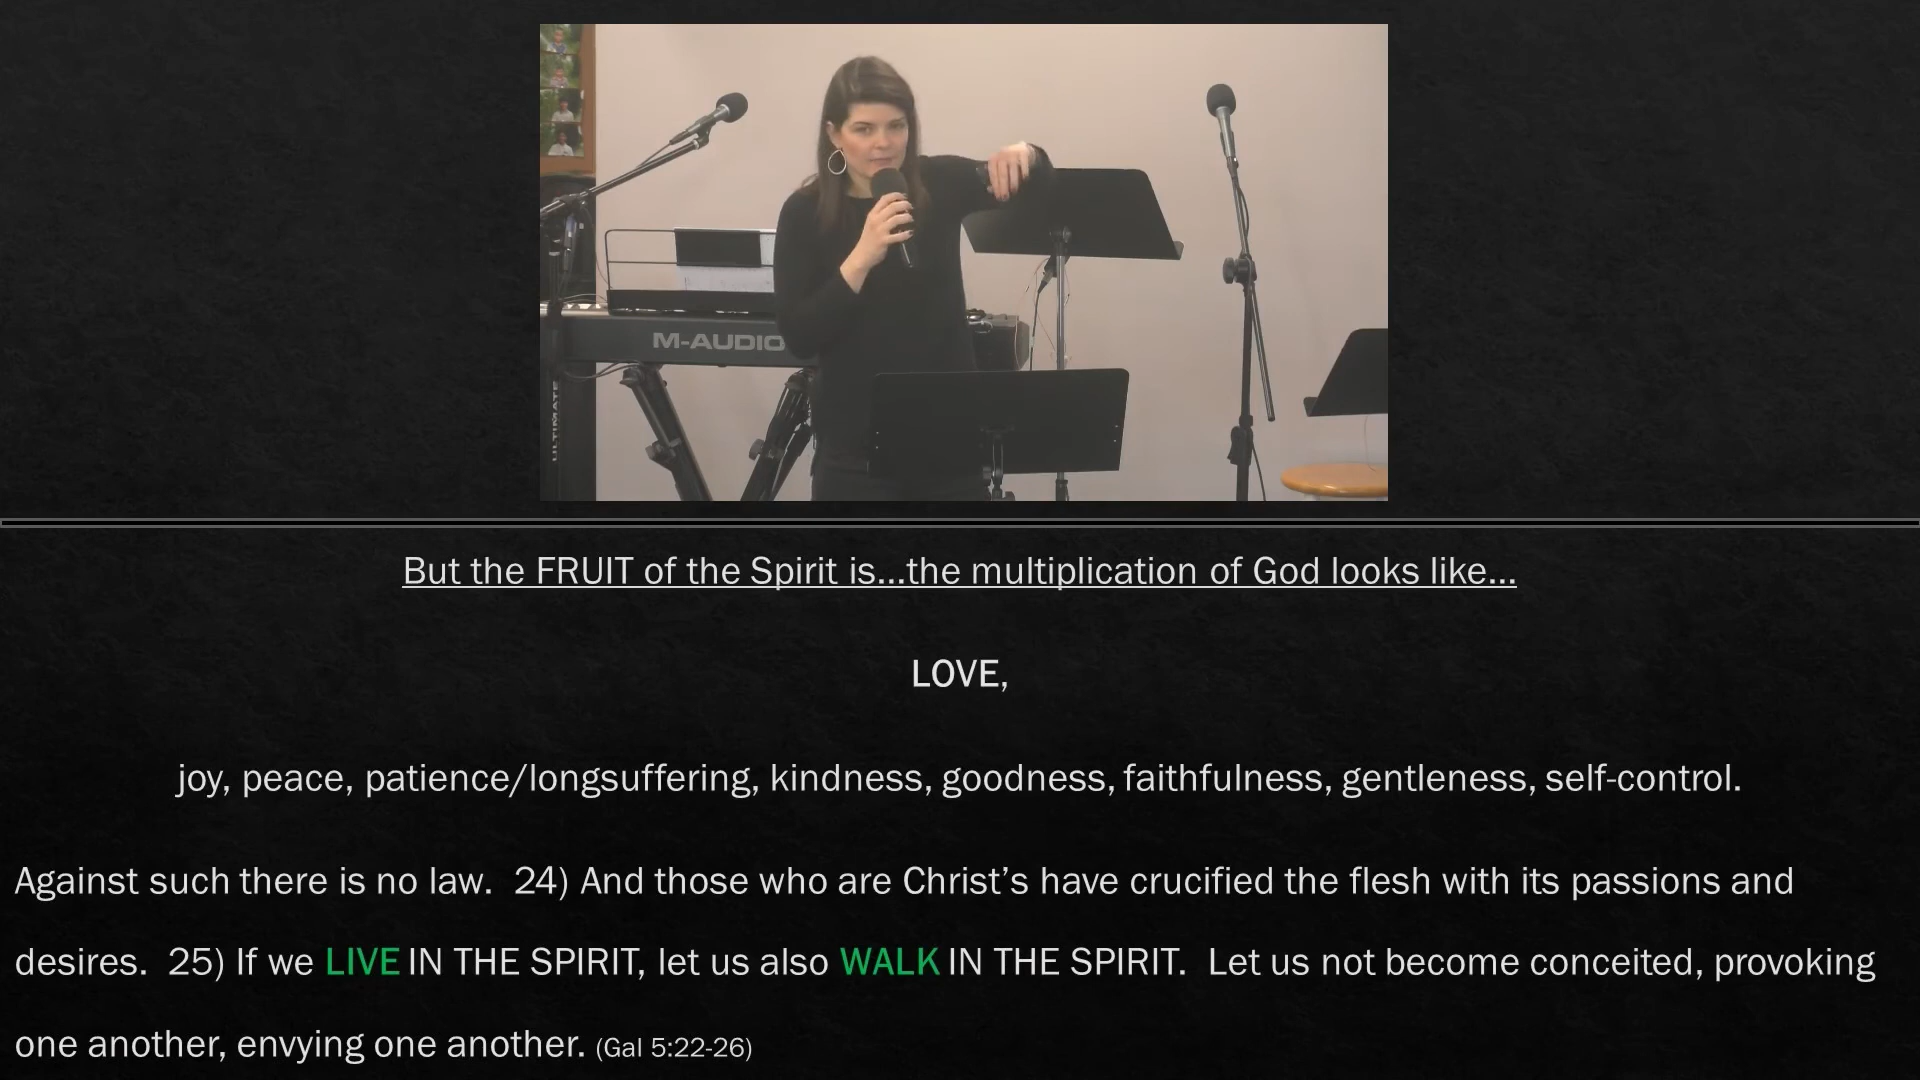 M-AUDIO
ULTIMATE
But the FRUIT of the Spirit is...the multiplication of God looks like...
LOVE,
joy, peace, patience/longsuffering, kindness, goodness, faithfulness, gentleness, self-control.
Against such there is no law.  24) And those who are Christ’s have crucified the flesh with its passions and
desires.  25) If we LIVE IN THE SPIRIT, let us also WALK IN THE SPIRIT.  Let us not become conceited, provoking
one another, envying one another. (Gal 5:22-26)